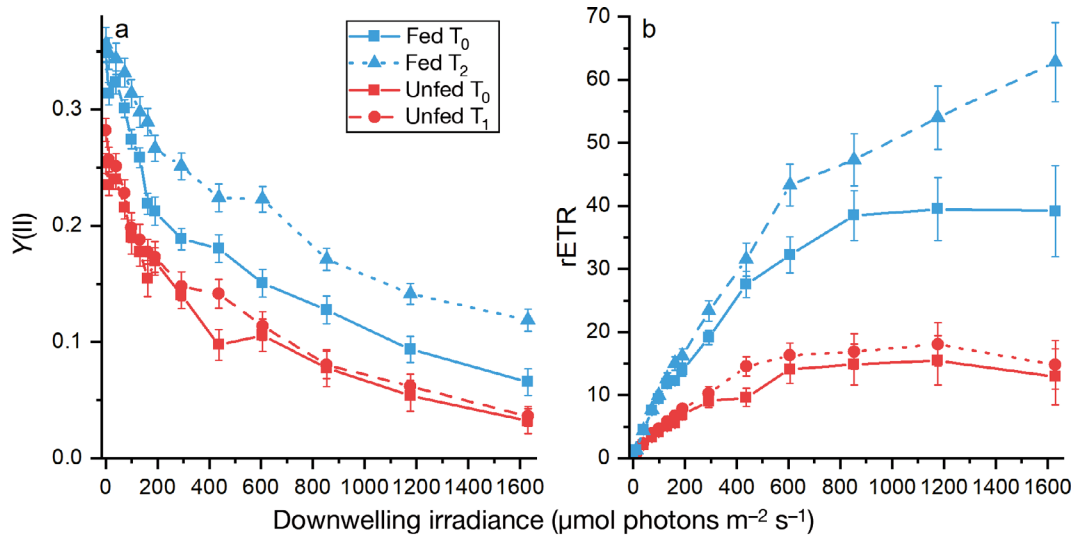 a
Fed T₀
Fed T₂
Unfed T₀
Unfed T₁
Y(II)
0.3
0.2
0.1
0.0
0 200 400 600 800 1000 1200 1400 1600
b
rETR
70
60
50
40
30
20
10
0
0 200 400 600 800 1000 1200 1400 1600
Downwelling irradiance (µmol photons m⁻² s⁻¹)